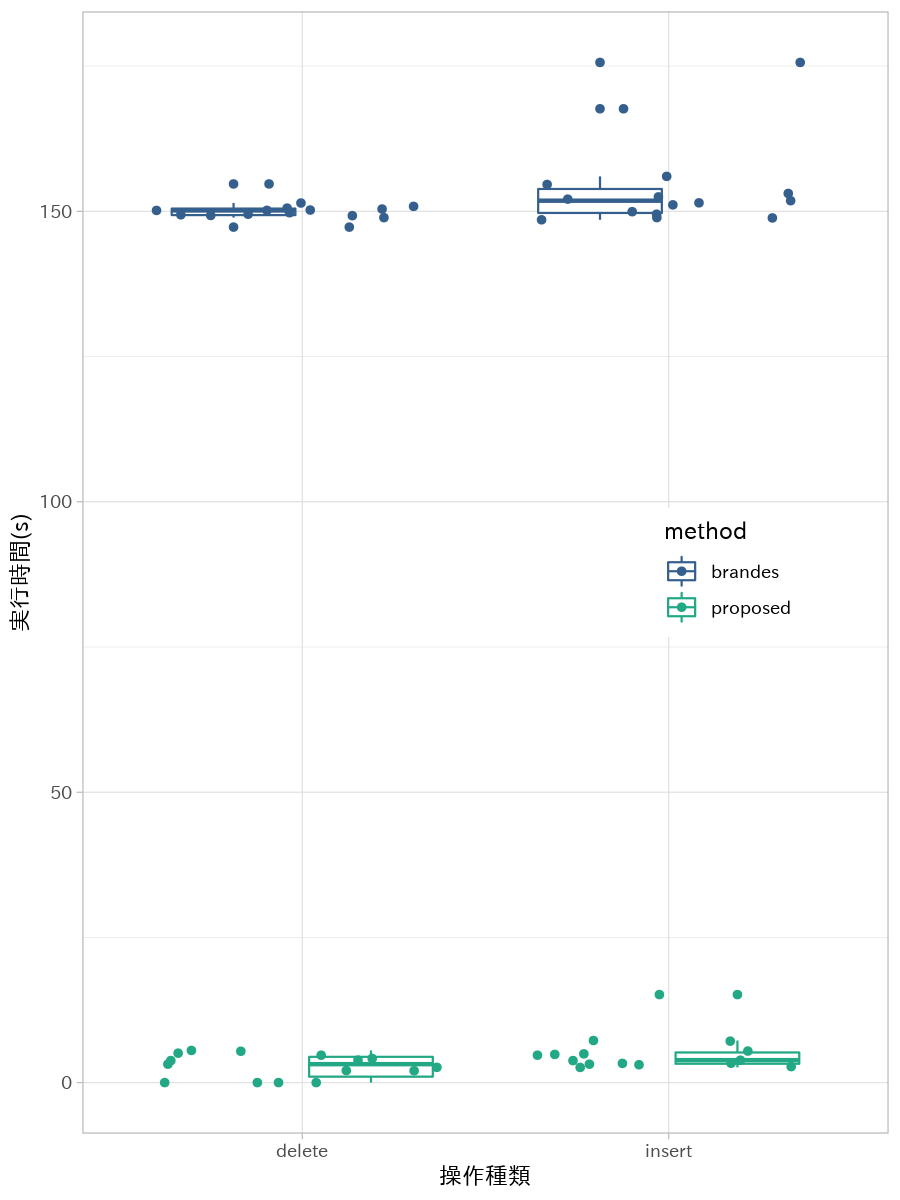 150
100
50
0
実行時間(s)
method
brandes
proposed
delete
insert
操作種類